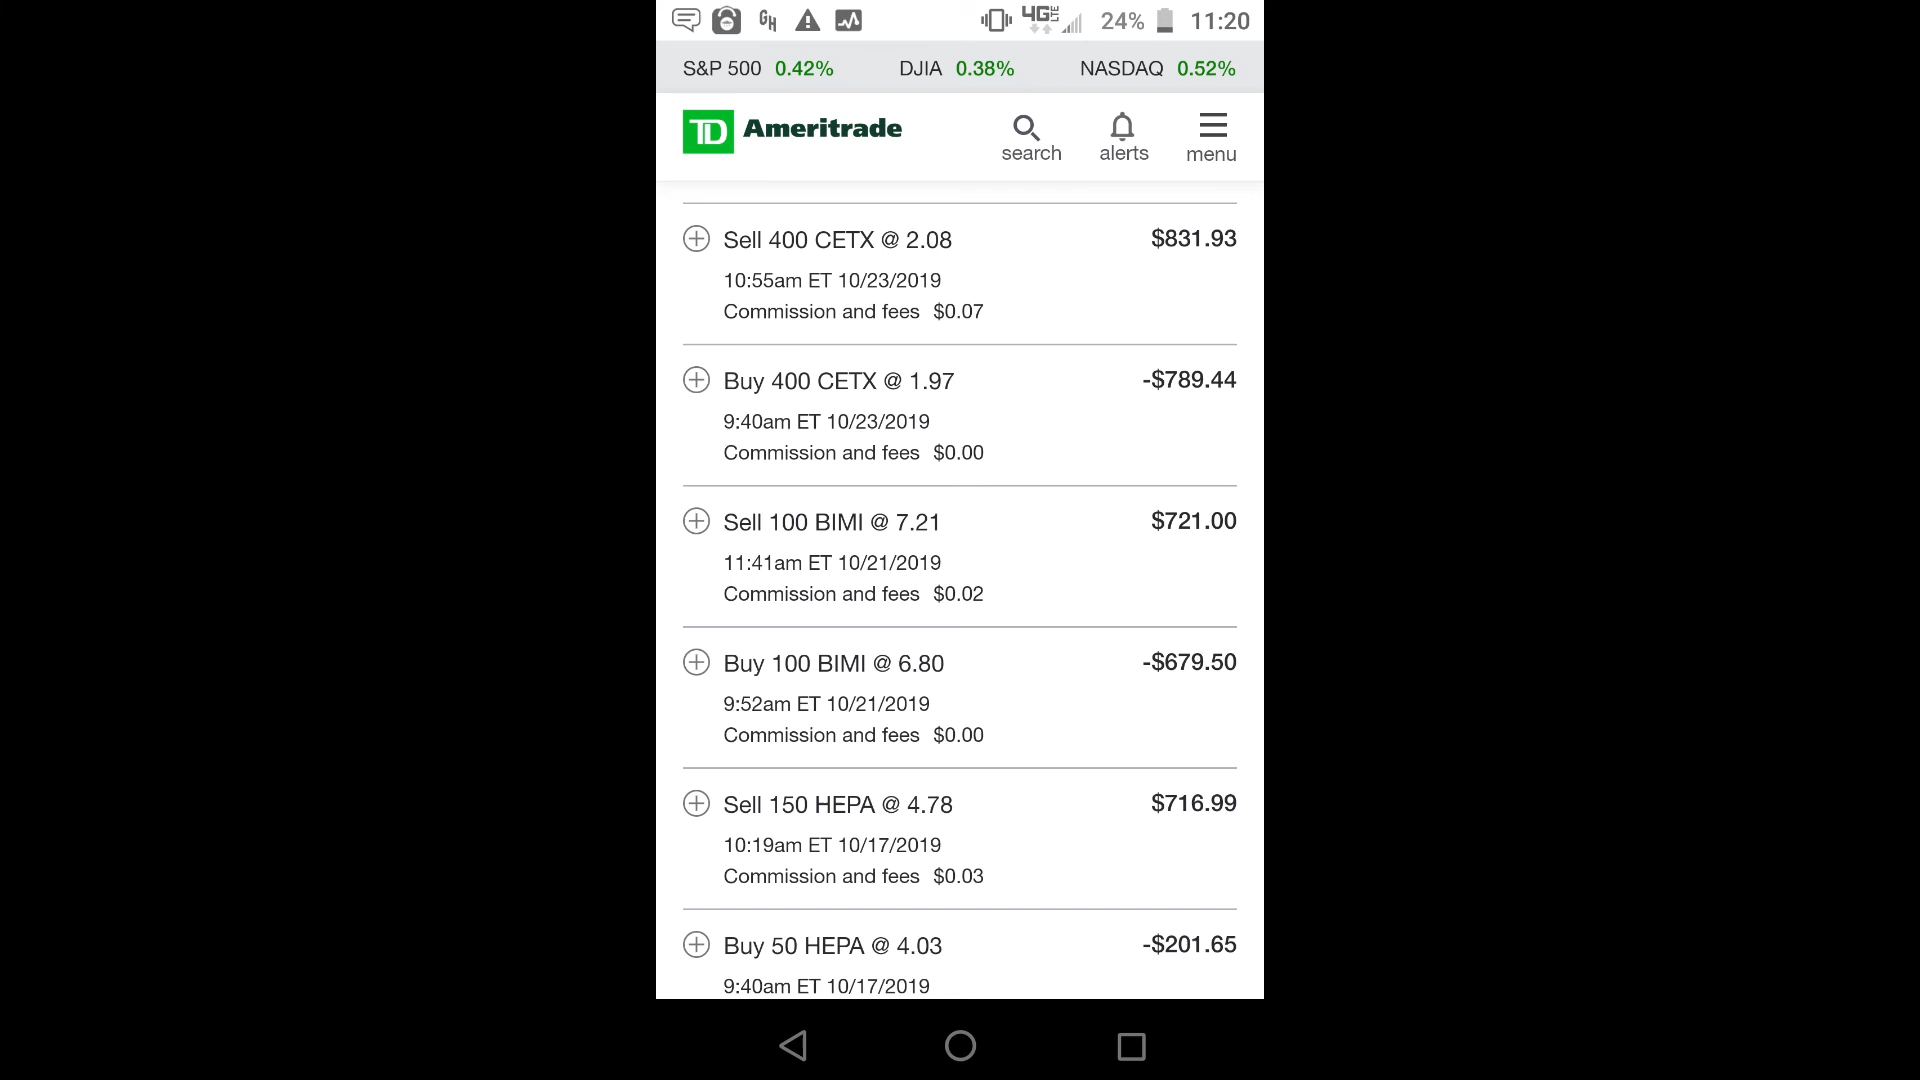 24% 11:20
S&P 500 0.42% DJIA 0.38% NASDAQ 0.52%
TD Ameritrade
search alerts menu
Sell 400 CETX @ 2.08 $831.93
10:55am ET 10/23/2019
Commission and fees $0.07
Buy 400 CETX @ 1.97 -$789.44
9:40am ET 10/23/2019
Commission and fees $0.00
Sell 100 BIMI @ 7.21 $721.00
11:41am ET 10/21/2019
Commission and fees $0.02
Buy 100 BIMI @ 6.80 -$679.50
9:52am ET 10/21/2019
Commission and fees $0.00
Sell 150 HEPA @ 4.78 $716.99
10:19am ET 10/17/2019
Commission and fees $0.03
Buy 50 HEPA @ 4.03 -$201.65
9:40am ET 10/17/2019